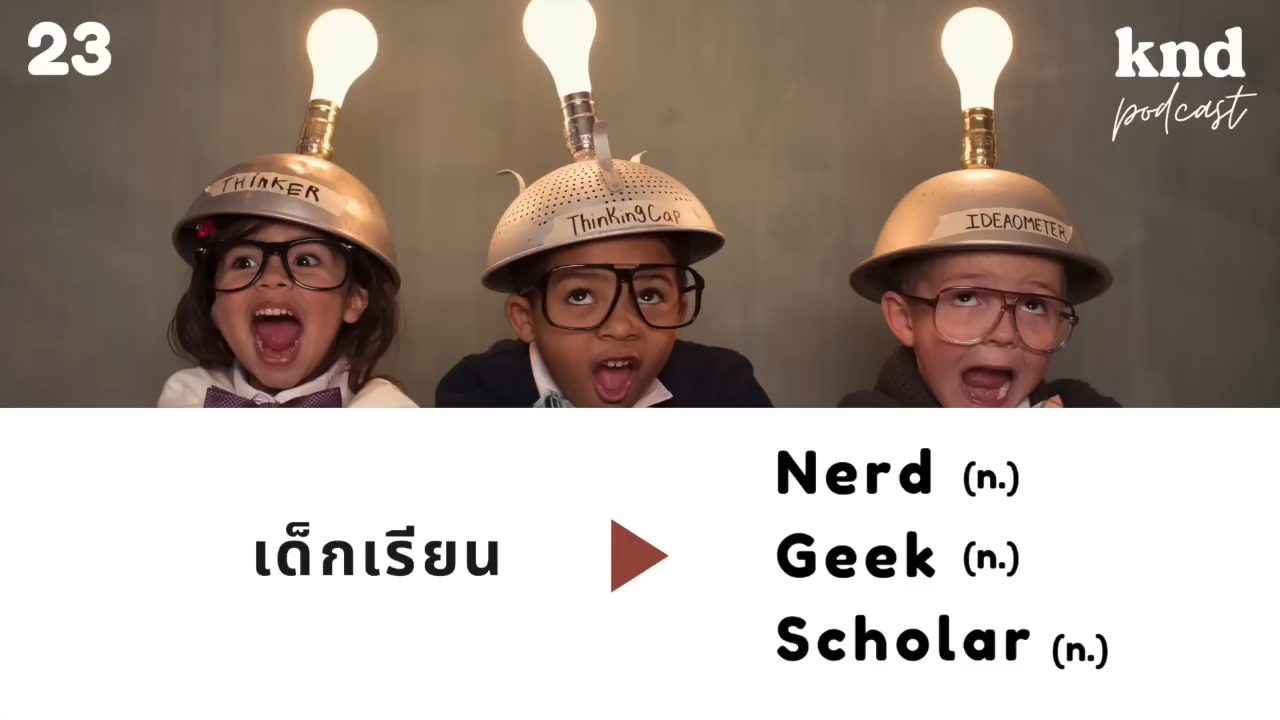 23
knd
podcast
THINKER
ThinKingCap
IDEAOMETER
เด็กเรียน
Nerd (n.)
Geek (n.)
Scholar (n.)